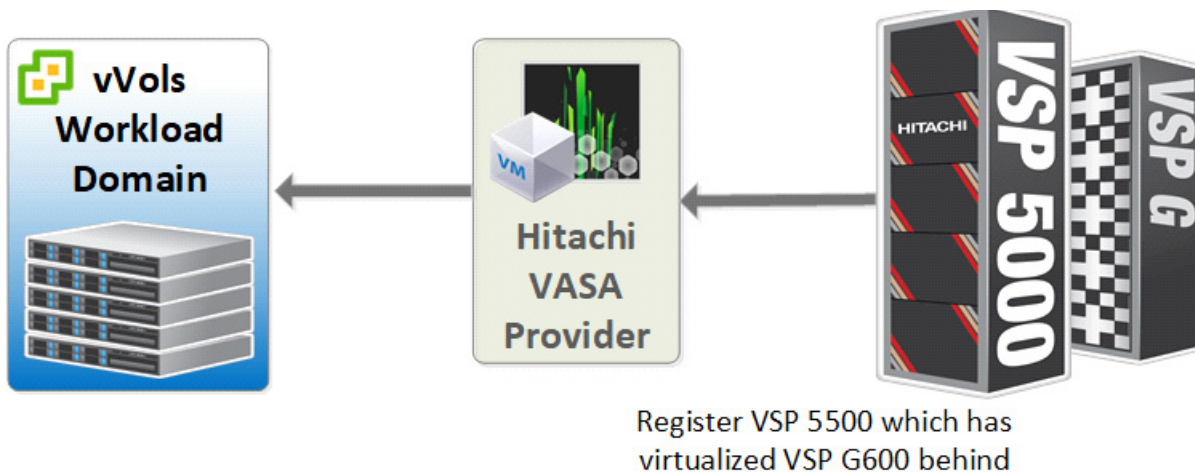 vVols
Workload
Domain
VM
Hitachi
VASA
Provider
HITACHI
VSP 5000
VSP G
Register VSP 5500 which has
virtualized VSP G600 behind